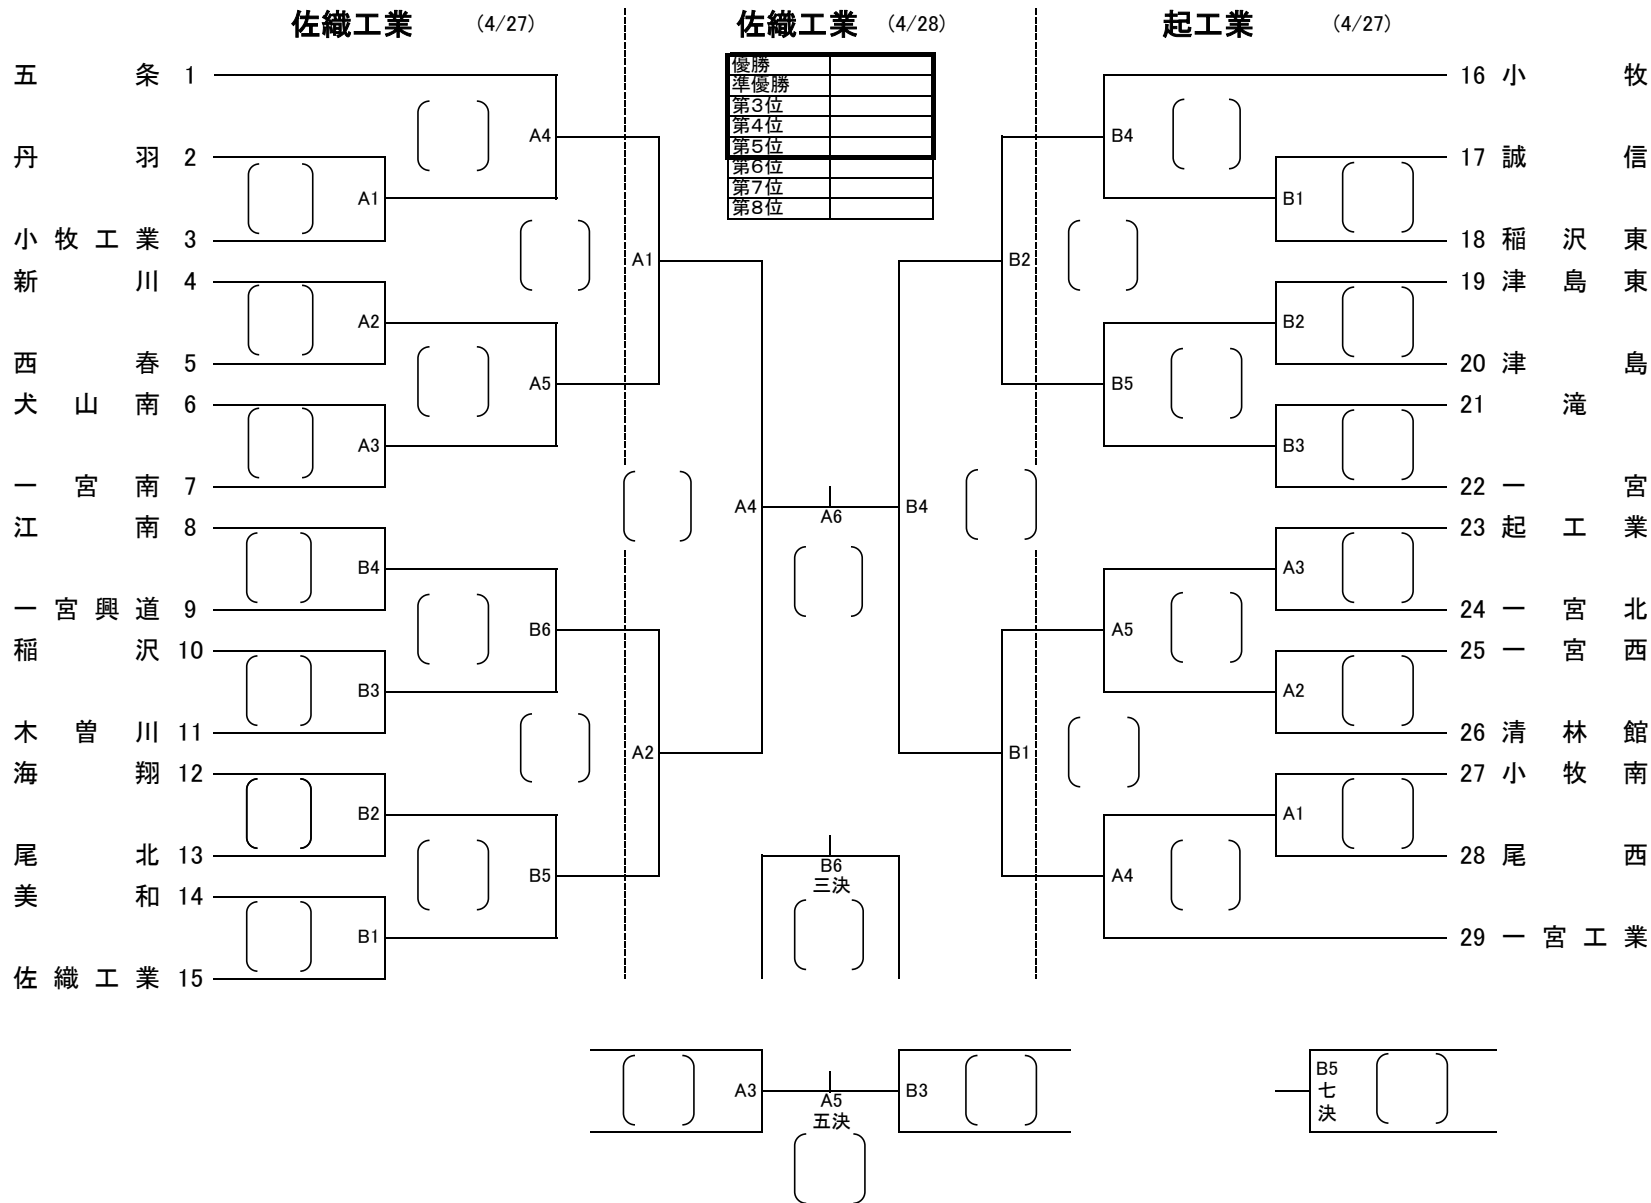 佐織工業 (4/27)
佐織工業 (4/28)
起工業 (4/27)
優勝
準優勝
第3位
第4位
第5位
第6位
第7位
第8位
五条 1
丹羽 2
小牧工業 3
新川 4
西春 5
犬山南 6
一宮南 7
江南 8
一宮興道 9
稲沢 10
木曽川 11
海翔 12
尾北 13
美和 14
佐織工業 15
A1
A2
A3
B4
B3
B2
B1
A4
A5
B6
B5
A1
A2
A4
A6
B4
B2
B1
B4
B5
A5
A4
B1
B2
B3
A3
A2
A1
16 小牧
17 誠信
18 稲沢東
19 津島東
20 津島
21 滝
22 一宮
23 起工業
24 一宮北
25 一宮西
26 清林館
27 小牧南
28 尾西
29 一宮工業
B6
三決
A3
A5
五決
B3
B5
七
決